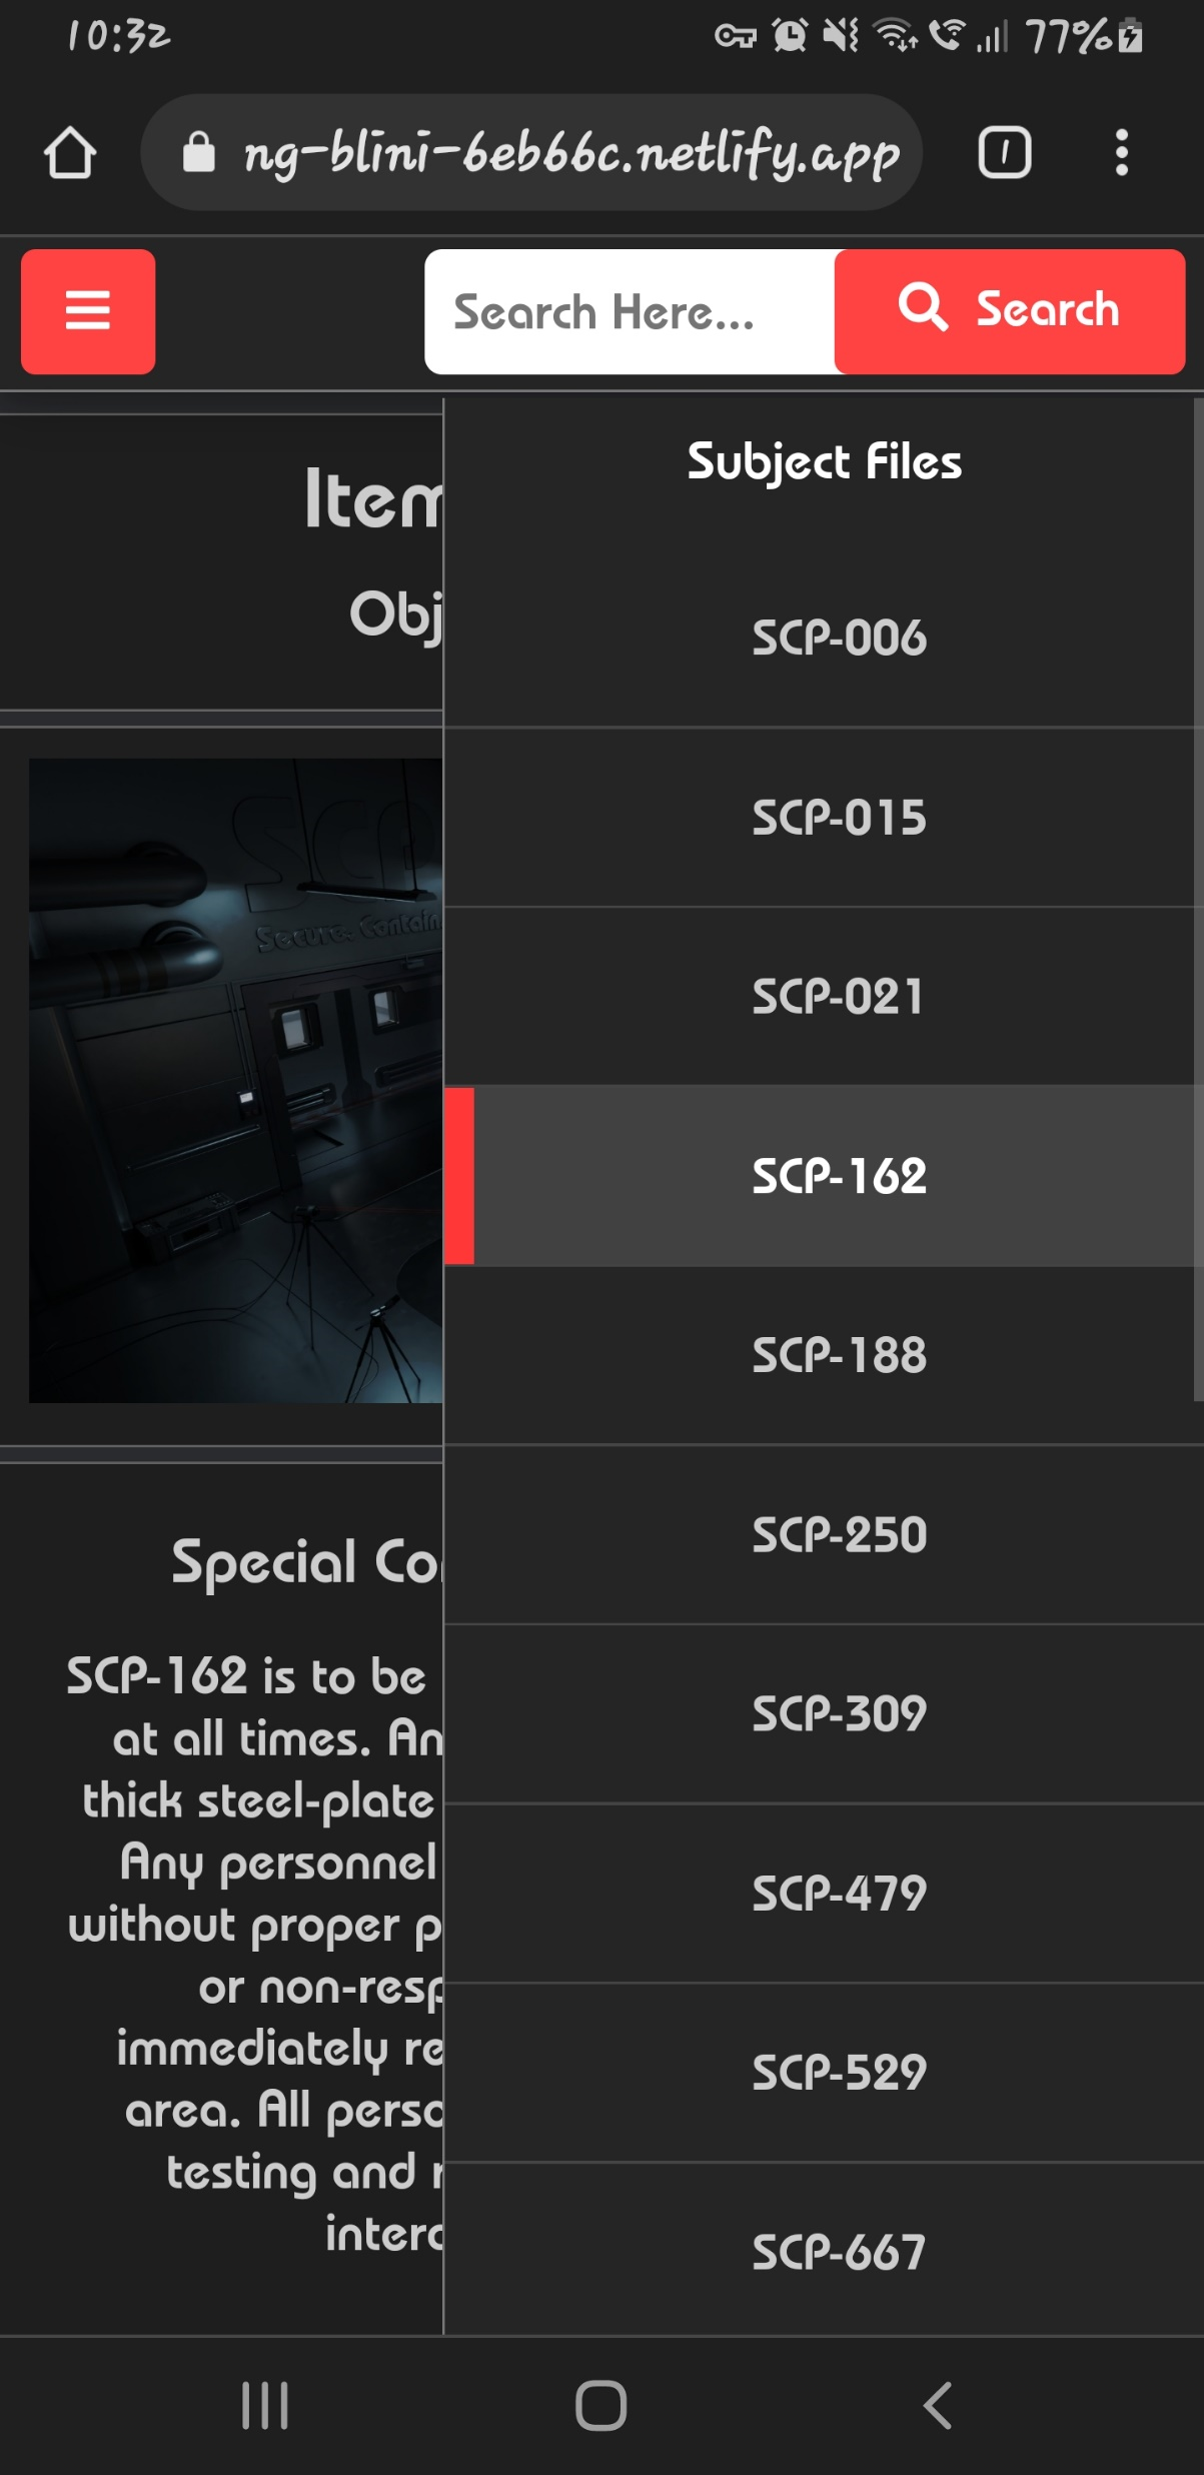 10:32
77%
ng-blini-6eb66c.netlify.app
1
Search Here...
Search
Subject Files
SCP-006
SCP-015
SCP-021
SCP-162
SCP-188
SCP-250
SCP-309
SCP-479
SCP-529
SCP-667
Item
Obj
SCP
Secure. Contain
Special Co
SCP-162 is to be
at all times. An
thick steel-plate
Any personnel
without proper p
or non-resp
immediately re
area. All perso
testing and
interc